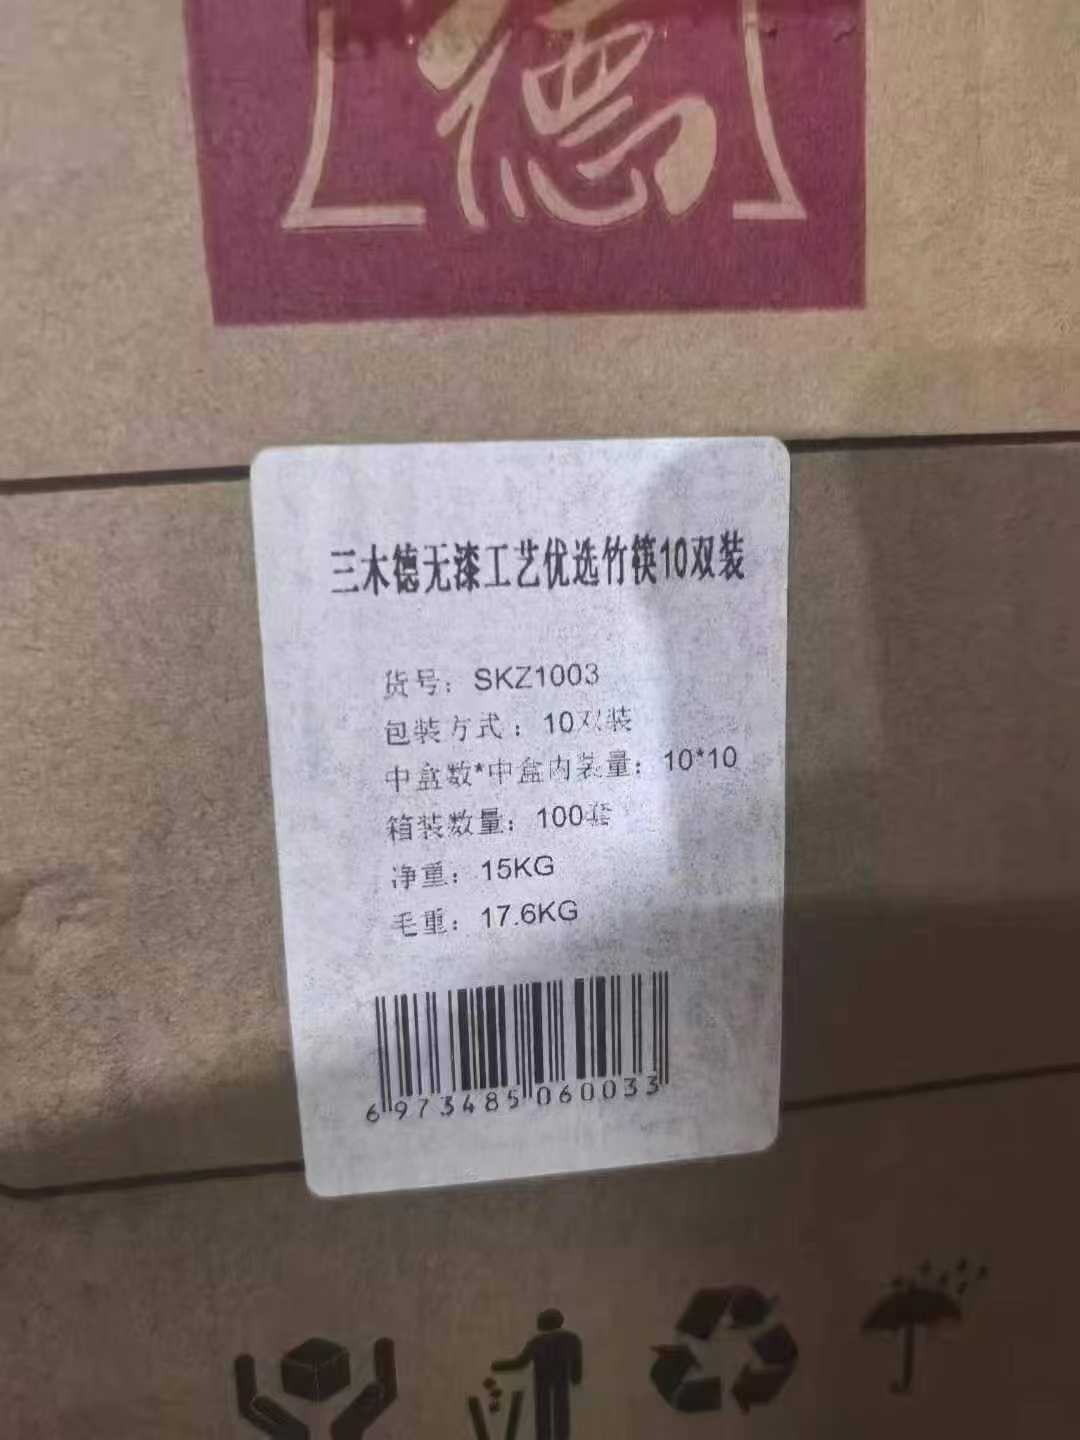 德
三木德无漆工艺优选竹筷10双装
货号：SKZ1003
包装方式：10双装
中盒数*中盒内装量：10*10
箱装数量：100套
净重：15KG
毛重：17.6KG
6973485060033